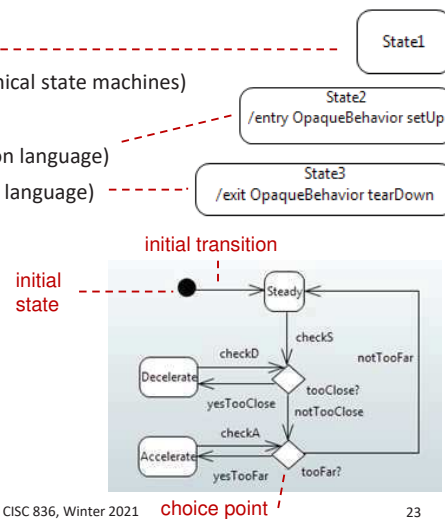 State1
nical state machines)
State2
/entry OpaqueBehavior setUp
on language)
State3
language)
/exit OpaqueBehavior tearDown
initial transition
initial
state
Steady
checkS
checkD
notTooFar
Decelerate
tooClose?
yesTooClose
notTooClose
checkA
Accelerate
yesTooFar
tooFar?
CISC 836, Winter 2021
choice point
23